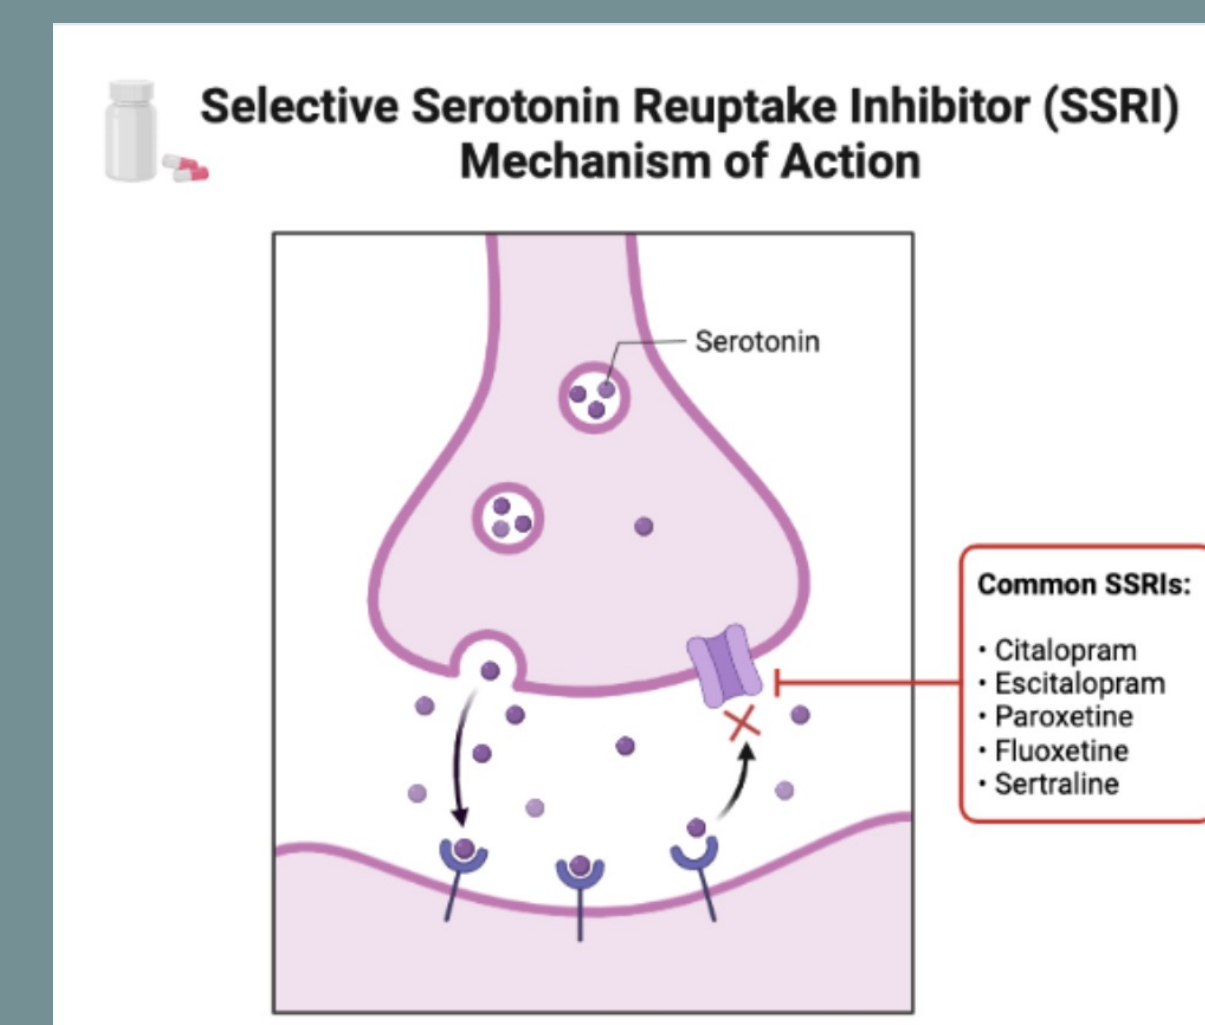 Selective Serotonin Reuptake Inhibitor (SSRI)
Mechanism of Action
Serotonin
Common SSRIs:
• Citalopram
• Escitalopram
• Paroxetine
• Fluoxetine
• Sertraline